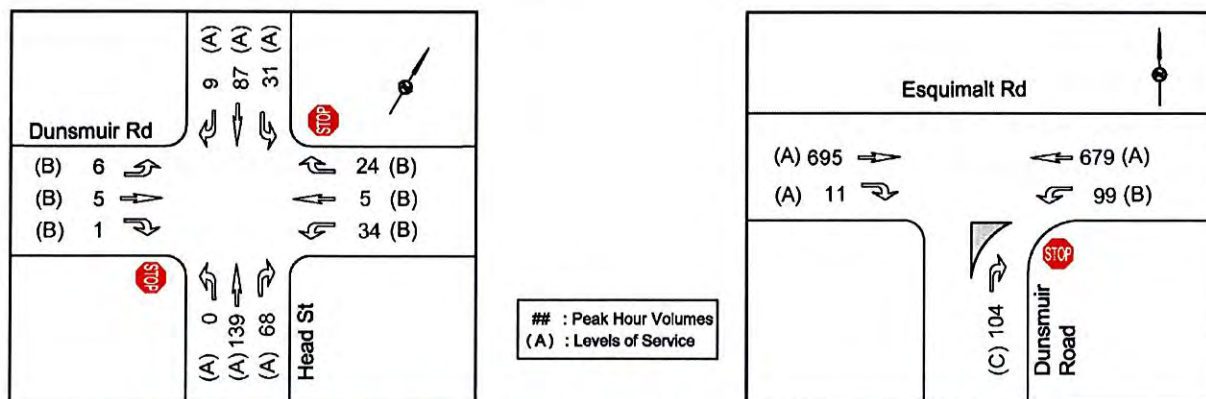 (A) (A) (A)
9 87 31
STOP
Dunsmuir Rd
(B) 6
(B) 5
(B) 1
24 (B)
5 (B)
34 (B)
STOP
(A) 0
(A) 139
(A) 68
Head St
## : Peak Hour Volumes
(A) : Levels of Service
Esquimalt Rd
(A) 695
(A) 11
679 (A)
99 (B)
STOP
(C) 104
Dunsmuir
Road